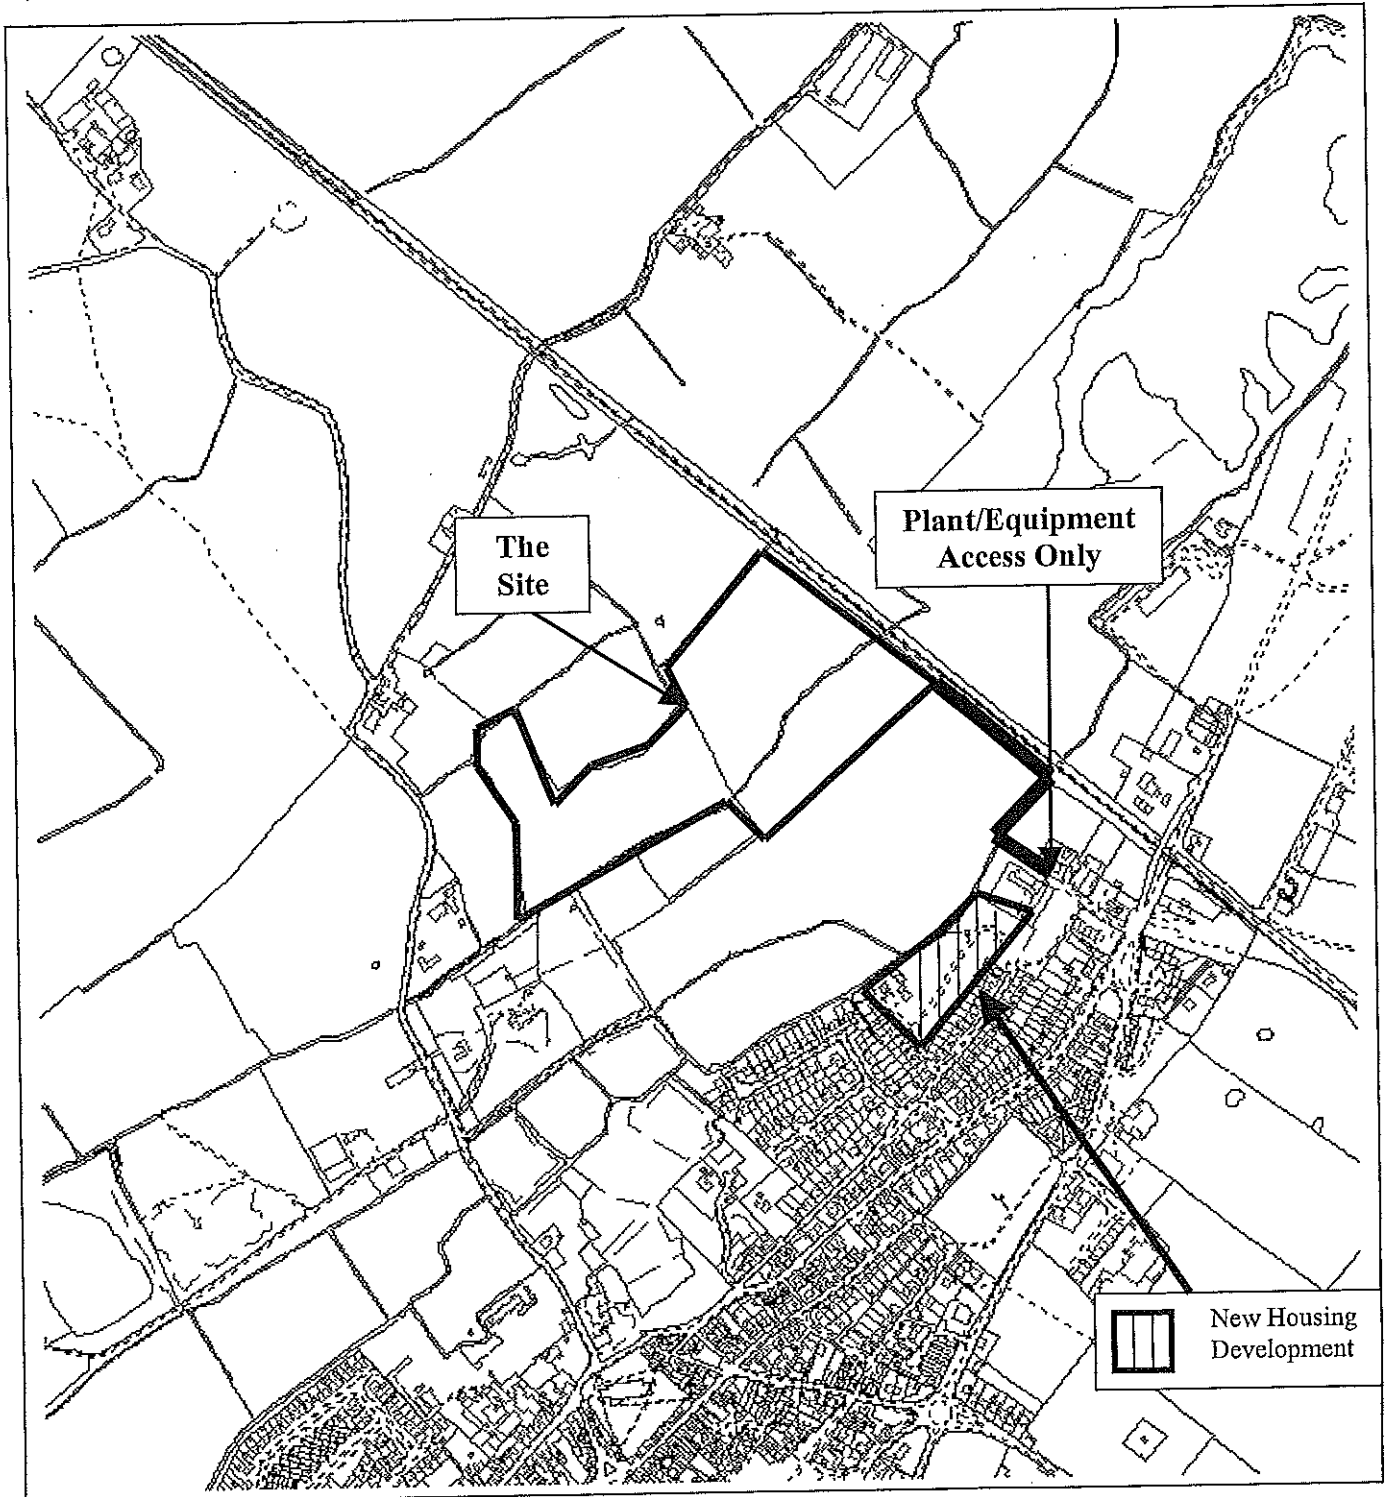 The
Site
Plant/Equipment
Access Only
New Housing
Development